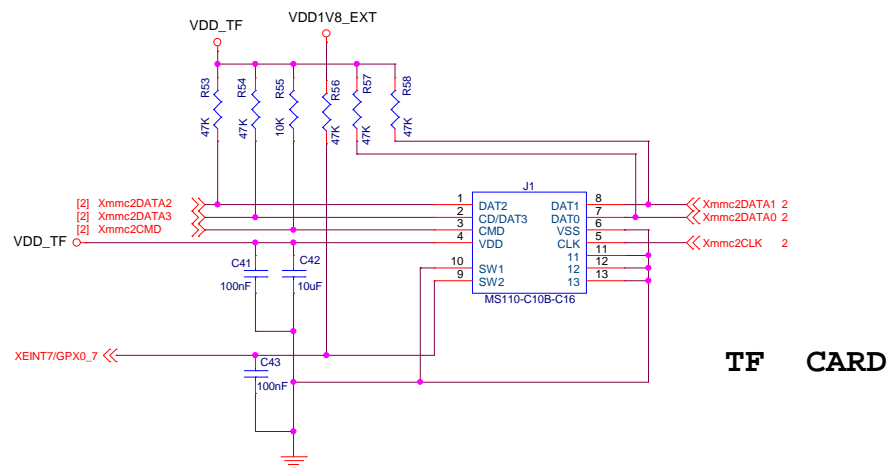 VDD_TF
VDD1V8_EXT
R53
47K
R54
47K
R55
10K
R56
47K
R57
47K
R58
47K
J1
[2] Xmmc2DATA2
[2] Xmmc2DATA3
[2] Xmmc2CMD
VDD_TF
1 DAT2
2 CD/DAT3
3 CMD
4 VDD
10 SW1
9 SW2
DAT1 8
DAT0 7
VSS 6
CLK 5
11 11
12 12
13 13
MS110-C10B-C16
Xmmc2DATA1 2
Xmmc2DATA0 2
Xmmc2CLK 2
C41
100nF
C42
10uF
XEINT7/GPX0_7
C43
100nF
TF CARD